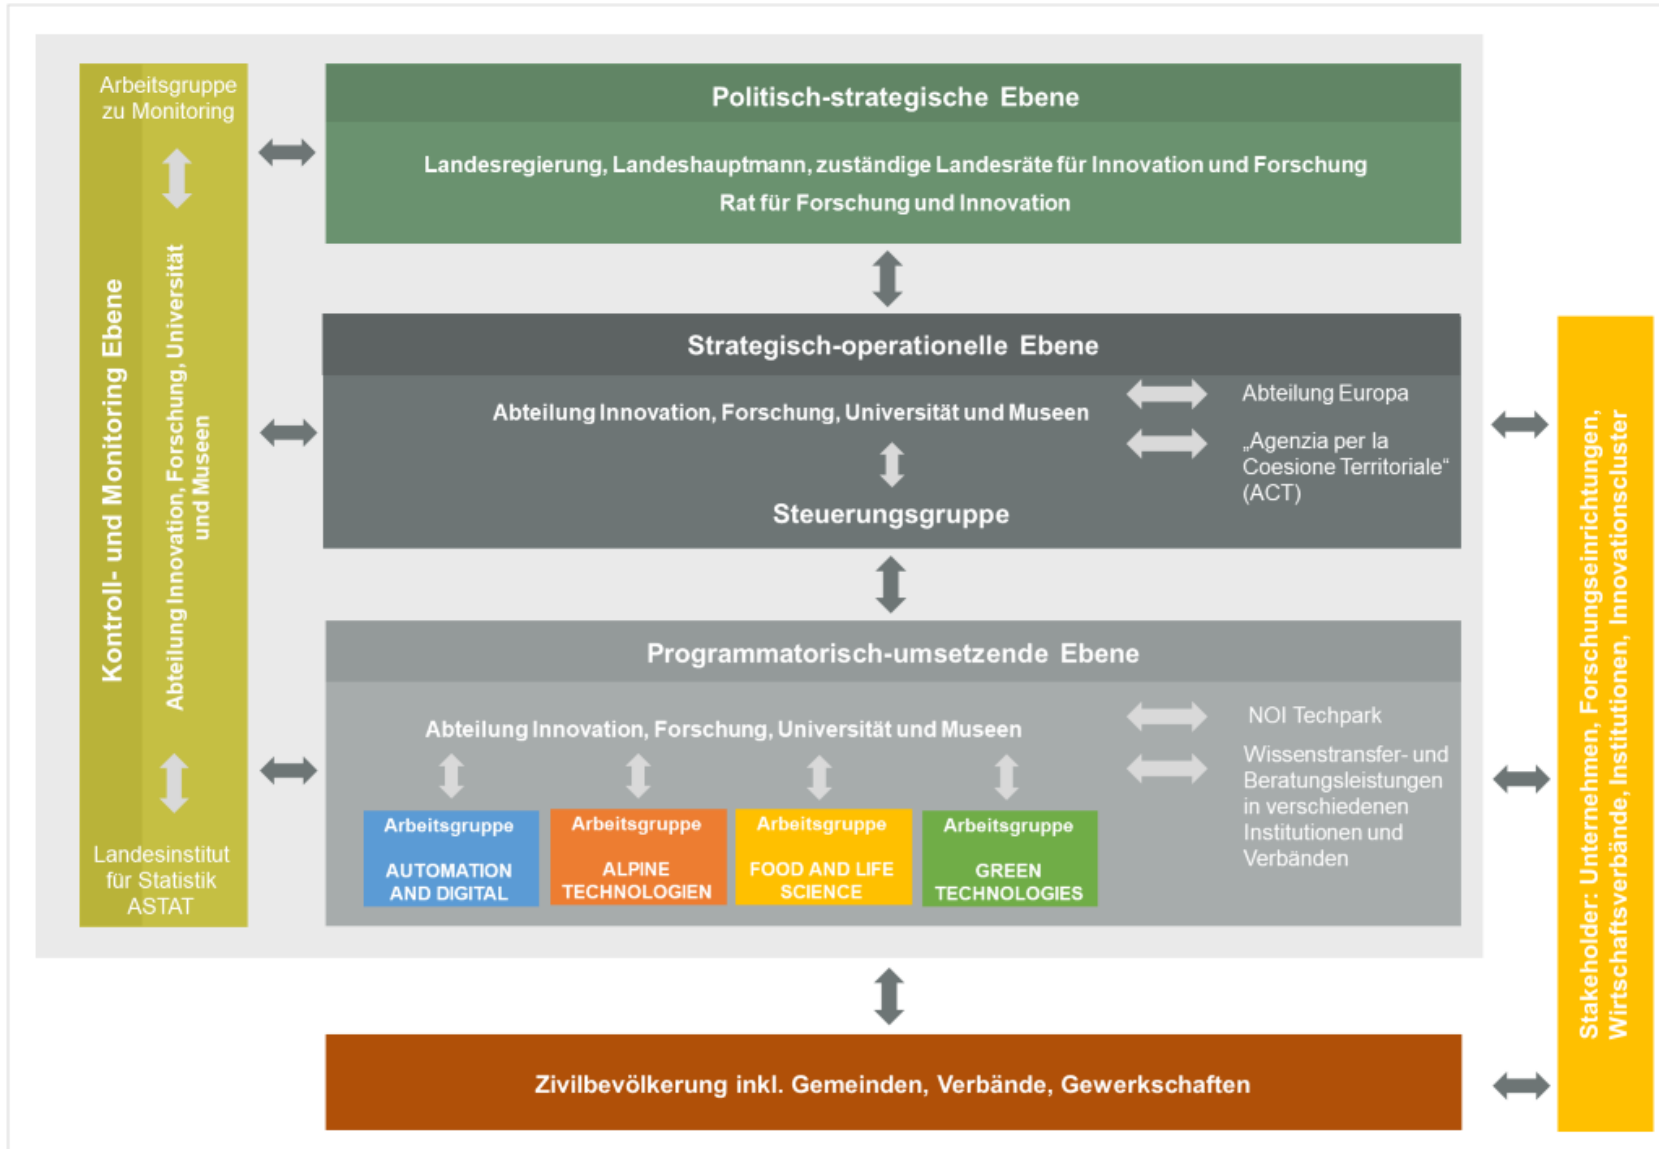 Arbeitsgruppe
zu Monitoring
Kontroll- und Monitoring Ebene
Abteilung Innovation, Forschung, Universität
und Museen
Landesinstitut
für Statistik
ASTAT
Politisch-strategische Ebene
Landesregierung, Landeshauptmann, zuständige Landesräte für Innovation und Forschung
Rat für Forschung und Innovation
Strategisch-operationelle Ebene
Abteilung Innovation, Forschung, Universität und Museen
Steuerungsgruppe
Abteilung Europa
„Agenzia per la
Coesione Territoriale“
(ACT)
Programmatorisch-umsetzende Ebene
Abteilung Innovation, Forschung, Universität und Museen
NOI Techpark
Wissenstransfer- und
Beratungsleistungen
in verschiedenen
Institutionen und
Verbänden
Arbeitsgruppe
AUTOMATION
AND DIGITAL
Arbeitsgruppe
ALPINE
TECHNOLOGIEN
Arbeitsgruppe
FOOD AND LIFE
SCIENCE
Arbeitsgruppe
GREEN
TECHNOLOGIES
Zivilbevölkerung inkl. Gemeinden, Verbände, Gewerkschaften
Stakeholder: Unternehmen, Forschungseinrichtungen,
Wirtschaftsverbände, Institutionen, Innovationscluster